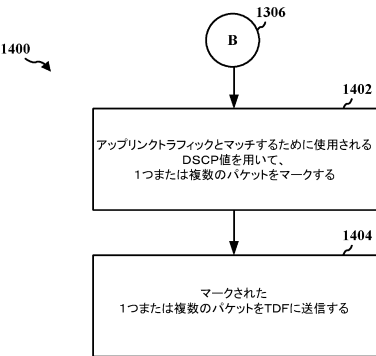 1306
B
1400
1402
アップリンクトラフィックとマッチするために使用される
DSCP値を用いて、
1つまたは複数のパケットをマークする
1404
マークされた
1つまたは複数のパケットをTDFに送信する